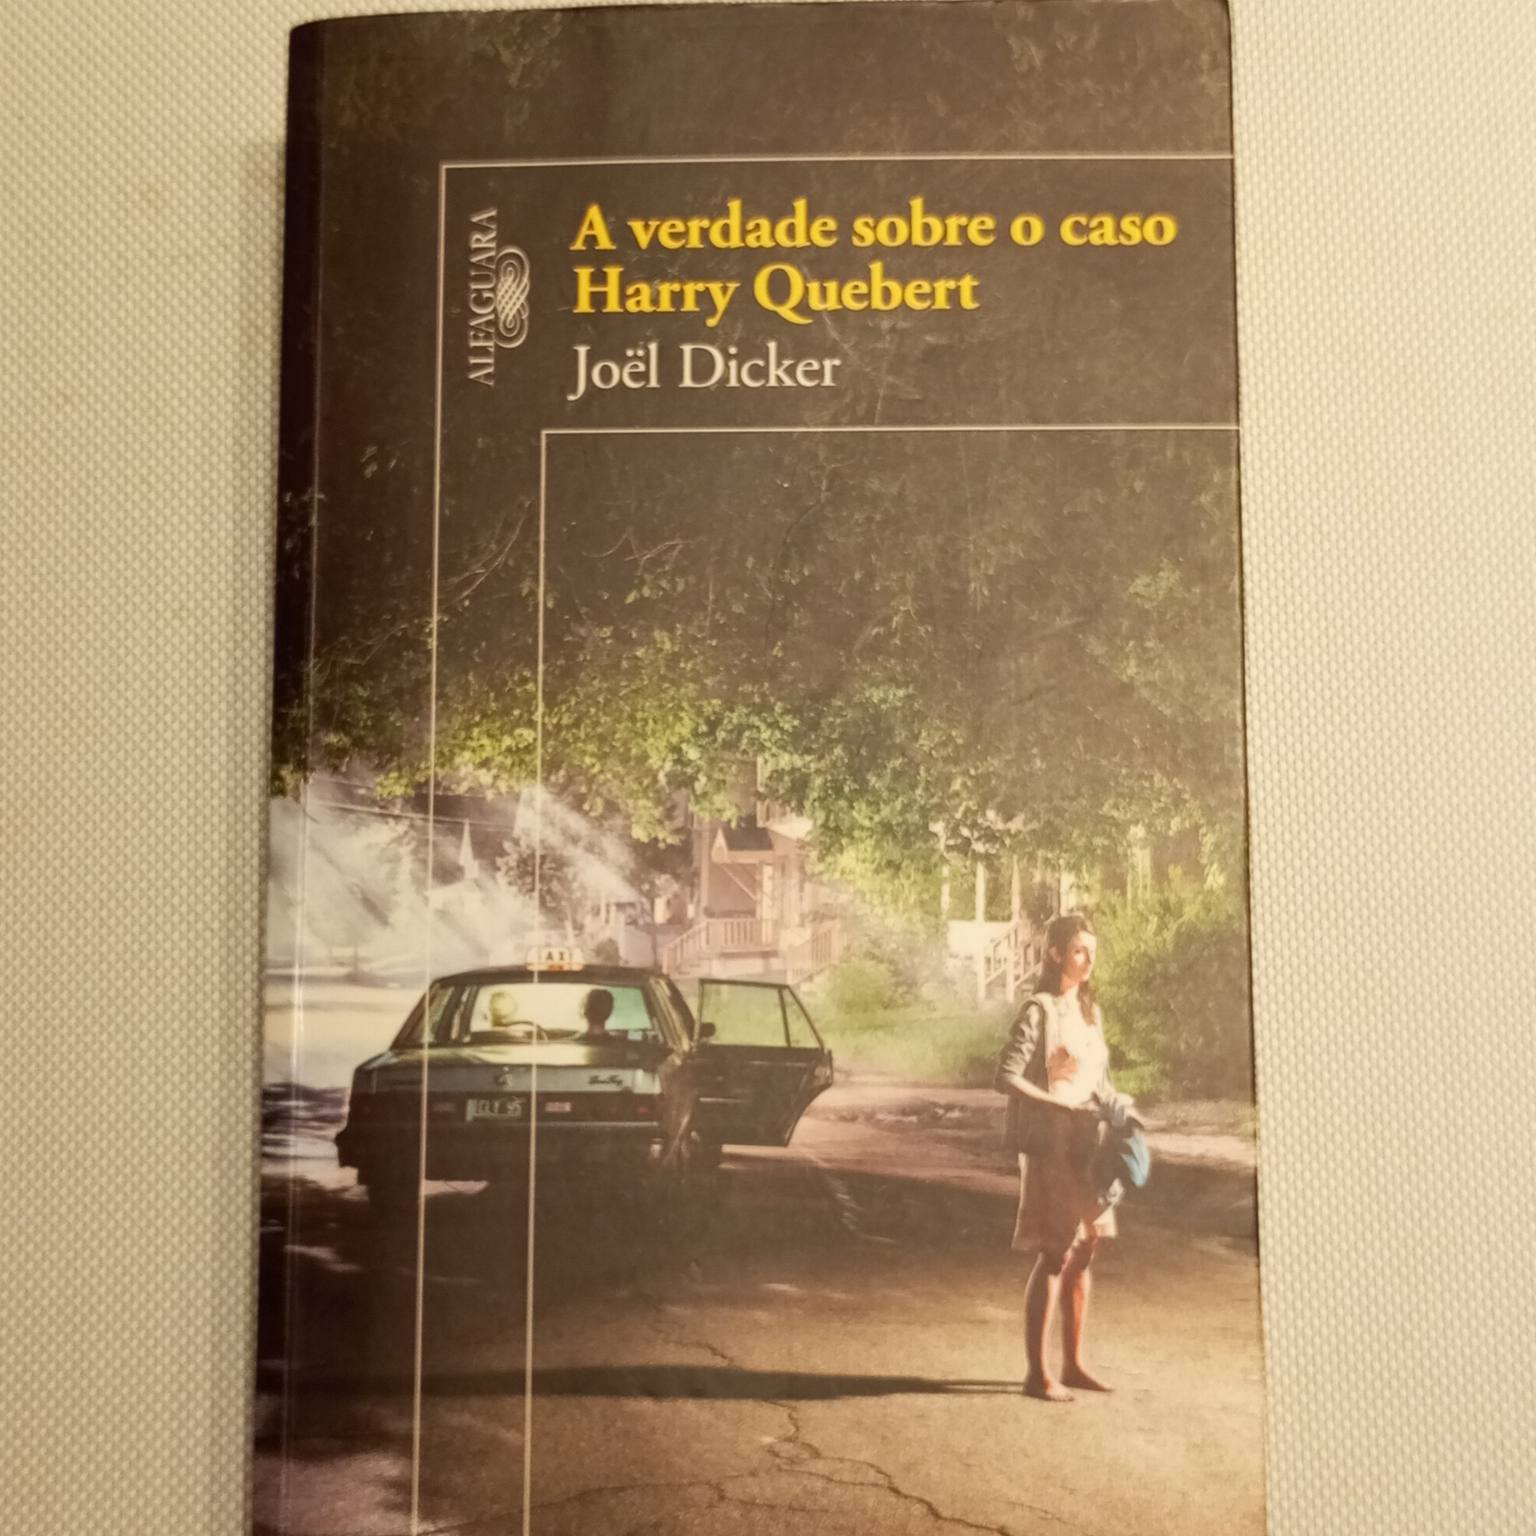 ALFAGUARA
A verdade sobre o caso
Harry Quebert
Joël Dicker